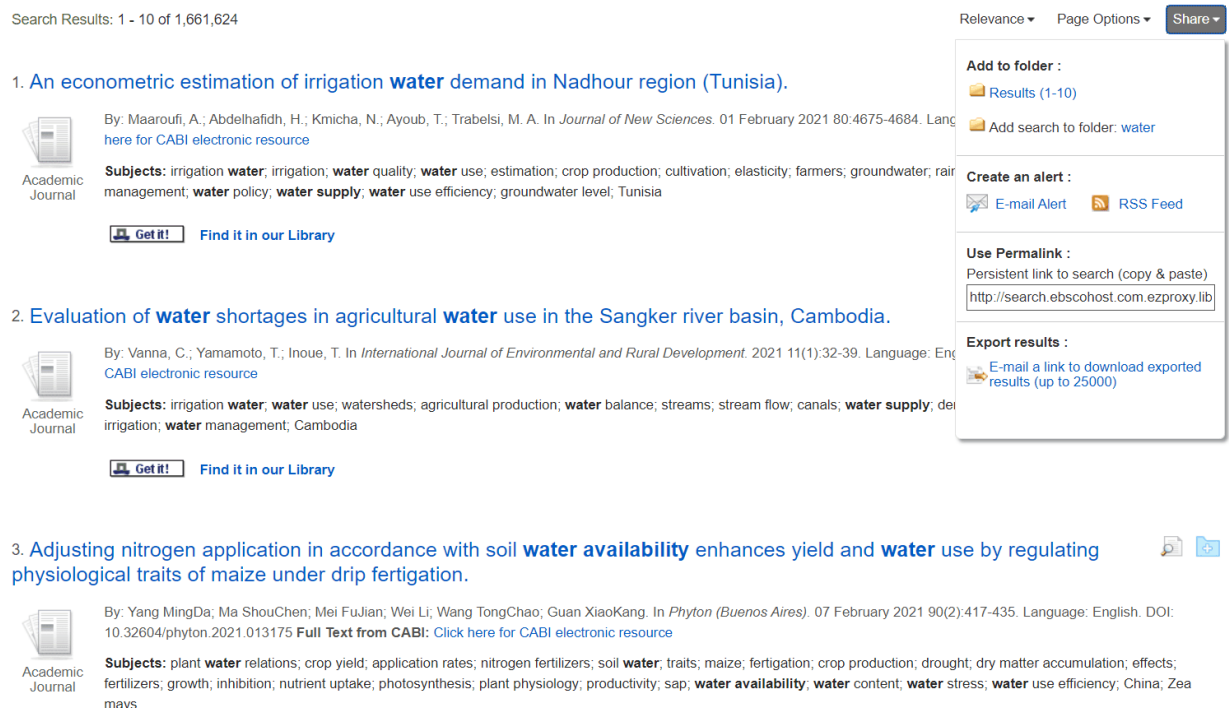 Search Results: 1 - 10 of 1,661,624
Relevance Page Options Share
1. An econometric estimation of irrigation water demand in Nadhour region (Tunisia).
Academic
Journal
By: Maaroufi, A.; Abdelhafidh, H.; Kmicha, N.; Ayoub, T.; Trabelsi, M. A. In Journal of New Sciences. 01 February 2021 80:4675-4684.
here for CABI electronic resource
Subjects: irrigation water; irrigation; water quality; water use; estimation; crop production; cultivation; elasticity; farmers; groundwater;
management; water policy; water supply; water use efficiency; groundwater level; Tunisia
Get it! Find it in our Library
2. Evaluation of water shortages in agricultural water use in the Sangker river basin, Cambodia.
Academic
Journal
By: Vanna, C.; Yamamoto, T.; Inoue, T. In International Journal of Environmental and Rural Development. 2021 11(1):32-39. Language:
CABI electronic resource
Subjects: irrigation water; water use; watersheds; agricultural production; water balance; streams; stream flow; canals; water supply;
irrigation; water management; Cambodia
Get it! Find it in our Library
Add to folder :
Results (1-10)
Add search to folder: water
Create an alert :
E-mail Alert RSS Feed
Use Permalink :
Persistent link to search (copy & paste)
http://search.ebscohost.com.ezproxy.lib
Export results :
E-mail a link to download exported
results (up to 25000)
3. Adjusting nitrogen application in accordance with soil water availability enhances yield and water use by regulating
physiological traits of maize under drip fertigation.
Academic
Journal
By: Yang MingDa; Ma ShouChen; Mei FuJian; Wei Li; Wang TongChao; Guan XiaoKang. In Phyton (Buenos Aires). 07 February 2021 90(2):417-435. Language: English. DOI:
10.32604/phyton.2021.013175 Full Text from CABI: Click here for CABI electronic resource
Subjects: plant water relations; crop yield; application rates; nitrogen fertilizers; soil water; traits; maize; fertigation; crop production; drought; dry matter accumulation; effects;
fertilizers; growth; inhibition; nutrient uptake; photosynthesis; plant physiology; productivity; sap; water availability; water content; water stress; water use efficiency; China; Zea
mays